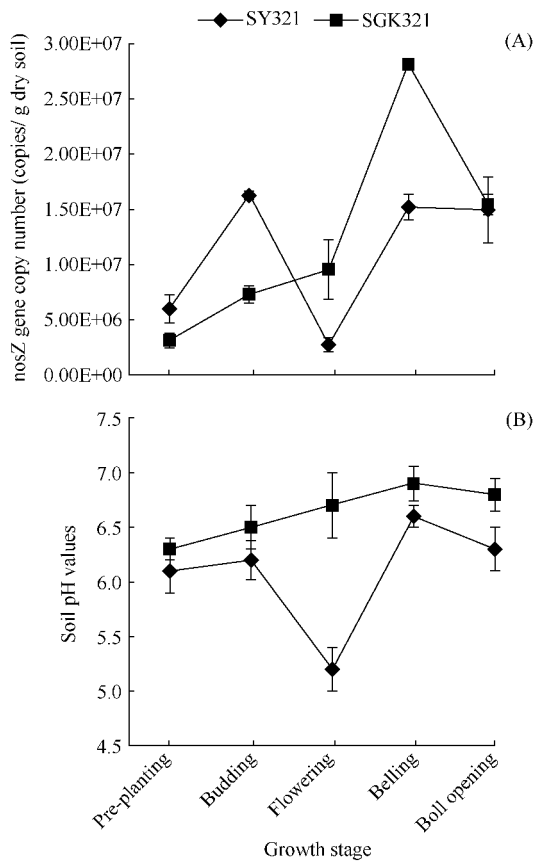 SY321 SGK321
(A)
nosZ gene copy number (copies/ g dry soil)
3.00E+07
2.50E+07
2.00E+07
1.50E+07
1.00E+07
5.00E+06
0.00E+00
(B)
Soil pH values
7.5
7.0
6.5
6.0
5.5
5.0
4.5
Pre-planting
Budding
Flowering
Belling
Boll opening
Growth stage